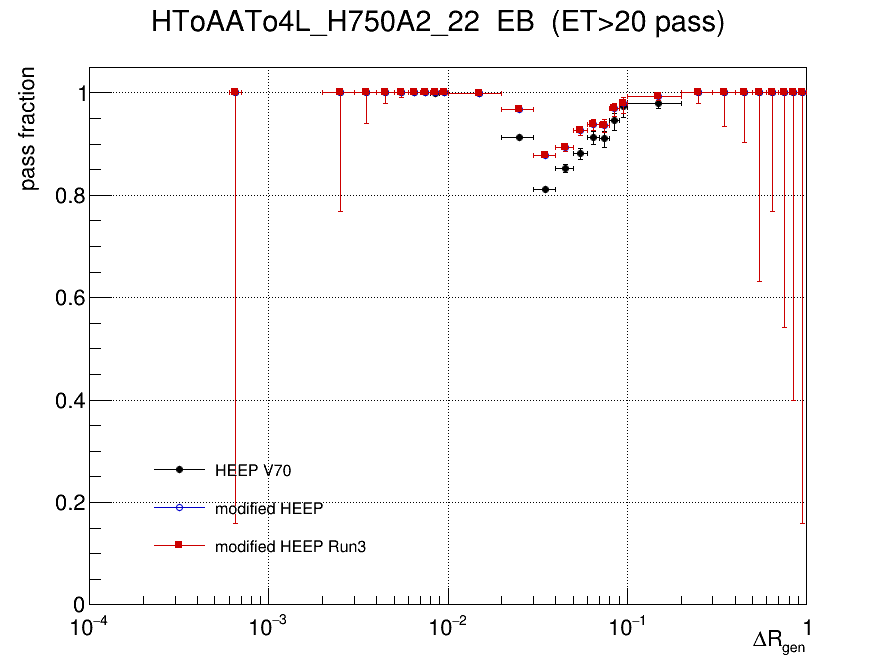 HToAATo4L_H750A2_22 EB (ET>20 pass)
pass fraction
1
0.8
0.6
0.4
0.2
0
HEEP V70
modified HEEP
modified HEEP Run3
10⁻⁴ 10⁻³ 10⁻² 10⁻¹ 1
ΔR_gen